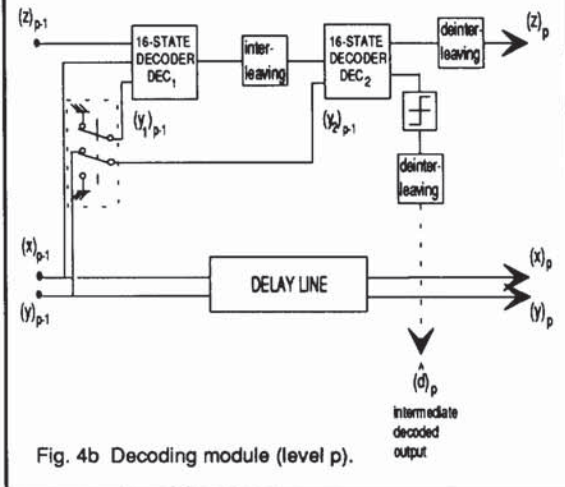 (z)p-1
(z)p
16-STATE
DECODER
DEC1
inter-
leaving
16-STATE
DECODER
DEC2
deinter-
leaving
(y1)p-1
(y2)p-1
deinter-
leaving
(x)p-1
(x)p
DELAY LINE
(y)p-1
(y)p
(d̂)p
intermediate
decoded
output
Fig. 4b Decoding module (level p).